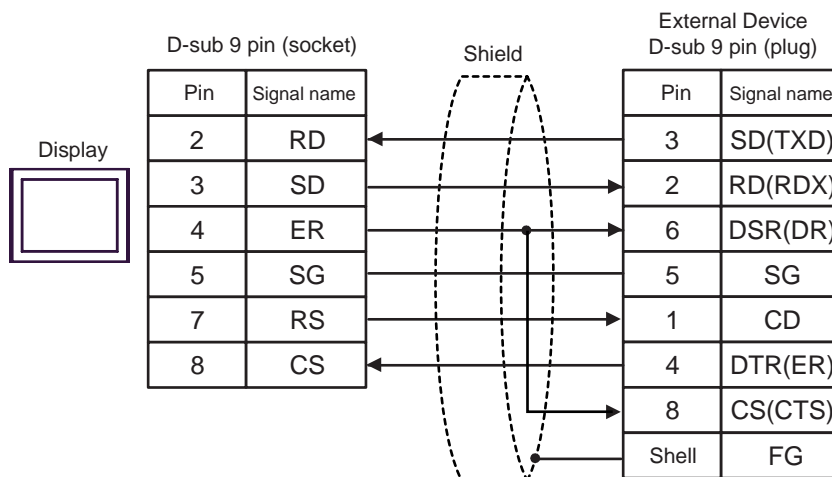 External Device
D-sub 9 pin (socket)
Shield
D-sub 9 pin (plug)
Pin Signal name
Pin Signal name
Display
2 RD
3 SD(TXD)
3 SD
2 RD(RDX)
4 ER
6 DSR(DR)
5 SG
5 SG
7 RS
1 CD
8 CS
4 DTR(ER)
8 CS(CTS)
Shell FG